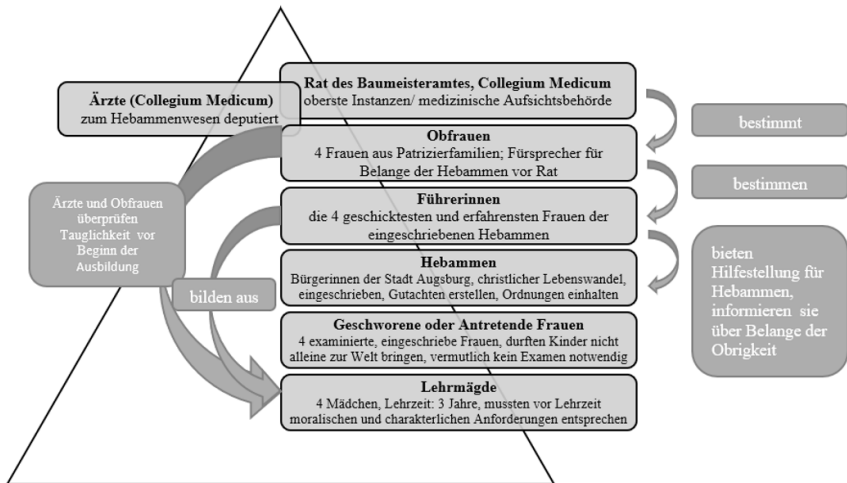 Rat des Baumeisteramtes, Collegium Medicum
oberste Instanzen/ medizinische Aufsichtsbehörde
Ärzte (Collegium Medicum)
zum Hebammenwesen deputiert
bestimmt
Obfrauen
4 Frauen aus Patrizierfamilien; Fürsprecher für
Belange der Hebammen vor Rat
bestimmen
Führerinnen
die 4 geschicktesten und erfahrensten Frauen der
eingeschriebenen Hebammen
Ärzte und Obfrauen
überprüfen
Tauglichkeit vor
Beginn der
Ausbildung
bieten
Hilfestellung für
Hebammen,
informieren sie
über Belange der
Obrigkeit
Hebammen
Bürgerinnen der Stadt Augsburg, christlicher Lebenswandel,
eingeschrieben, Gutachten erstellen, Ordnungen einhalten
bilden aus
Geschworene oder Antretende Frauen
4 examinierte, eingeschriebe Frauen, durften Kinder nicht
alleine zur Welt bringen, vermutlich kein Examen notwendig
Lehrmägde
4 Mädchen, Lehrzeit: 3 Jahre, mussten vor Lehrzeit
moralischen und charakterlichen Anforderungen entsprechen